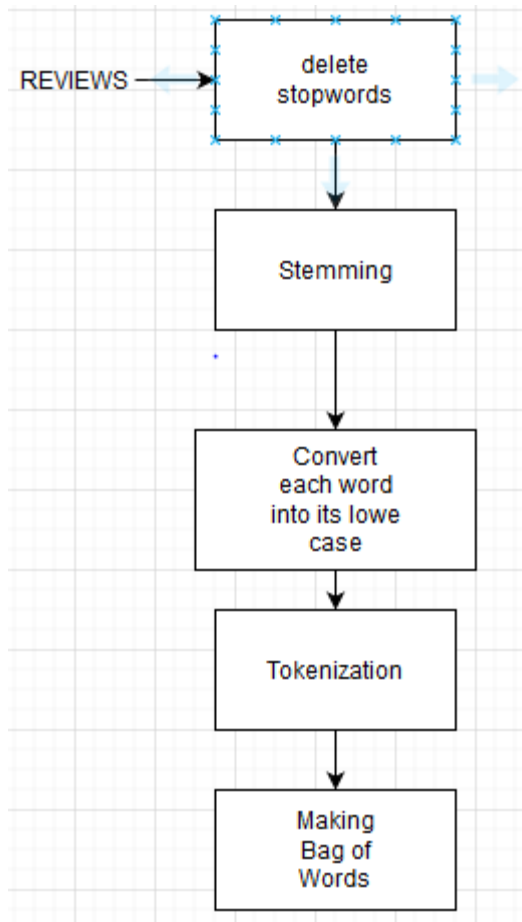 REVIEWS
delete
stopwords
Stemming
Convert
each word
into its lowe
case
Tokenization
Making
Bag of
Words